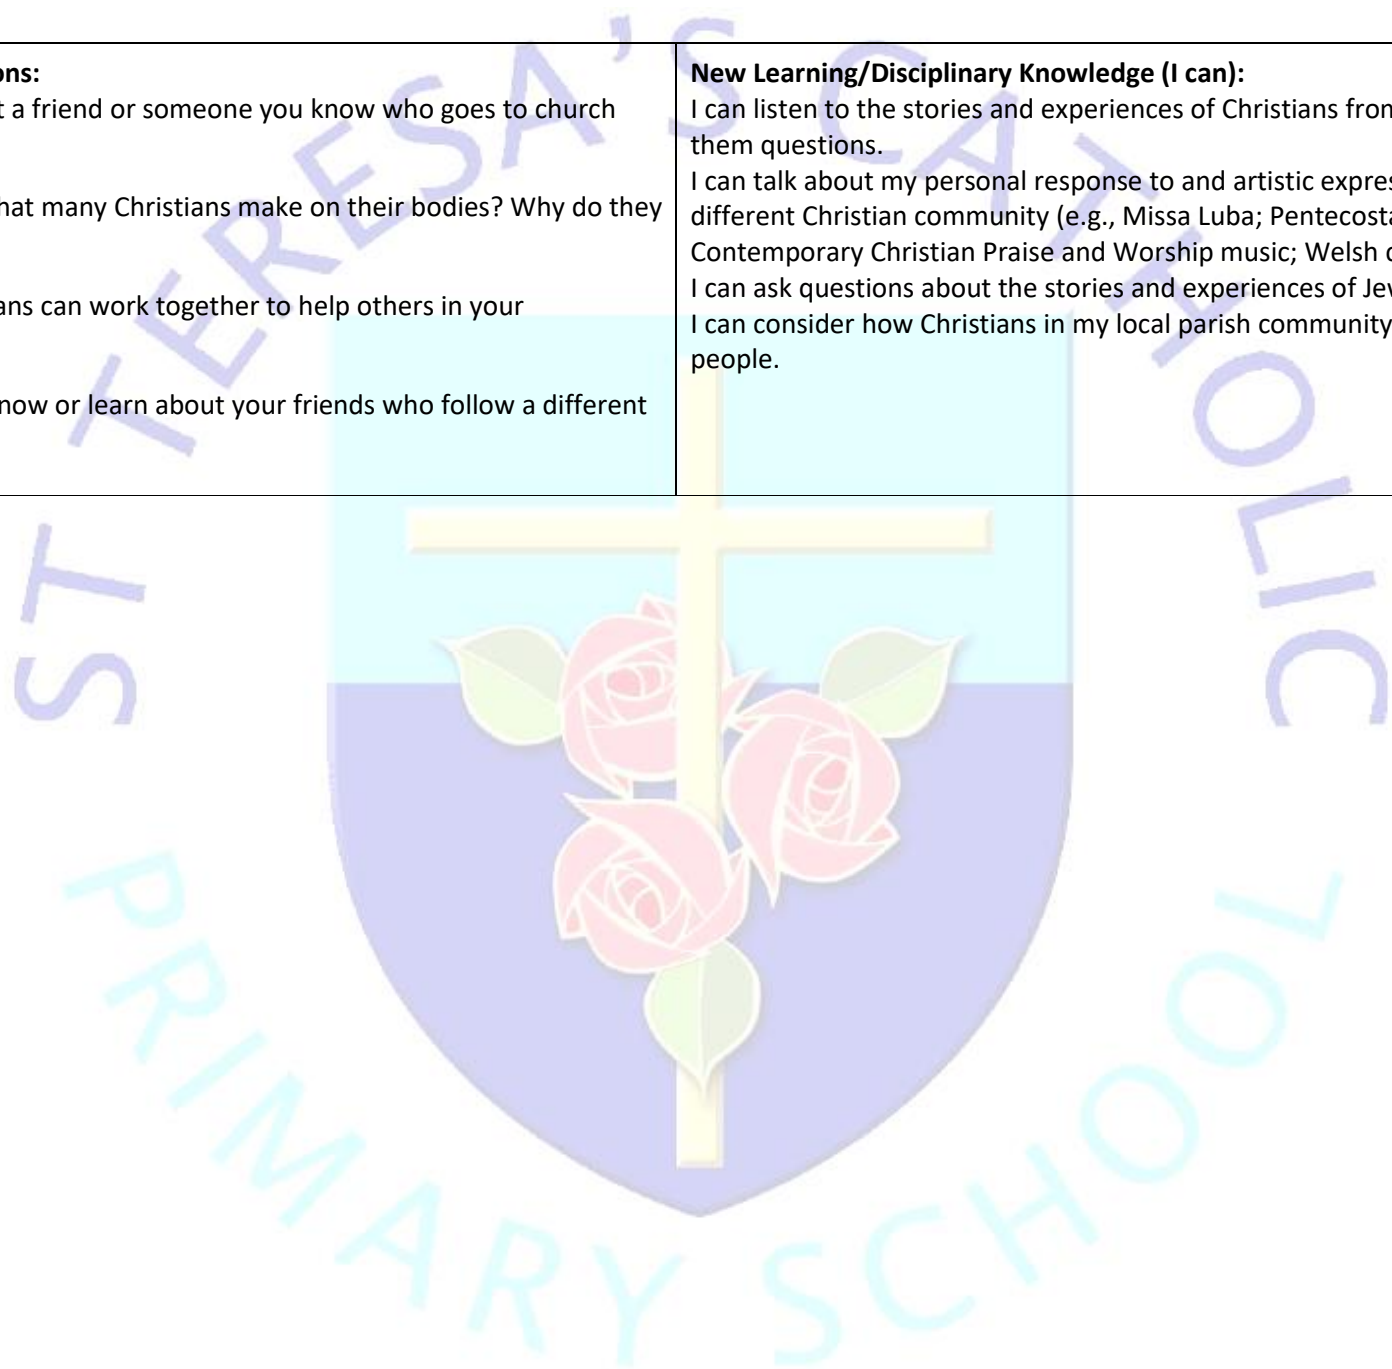 ons:
t a friend or someone you know who goes to church
hat many Christians make on their bodies? Why do they
ans can work together to help others in your
now or learn about your friends who follow a different
New Learning/Disciplinary Knowledge (I can):
I can listen to the stories and experiences of Christians from
them questions.
I can talk about my personal response to and artistic expres
different Christian community (e.g., Missa Luba; Pentecosta
Contemporary Christian Praise and Worship music; Welsh c
I can ask questions about the stories and experiences of Jew
I can consider how Christians in my local parish community
people.
ST TERESA'S CATHOLIC
PRIMARY SCHOOL